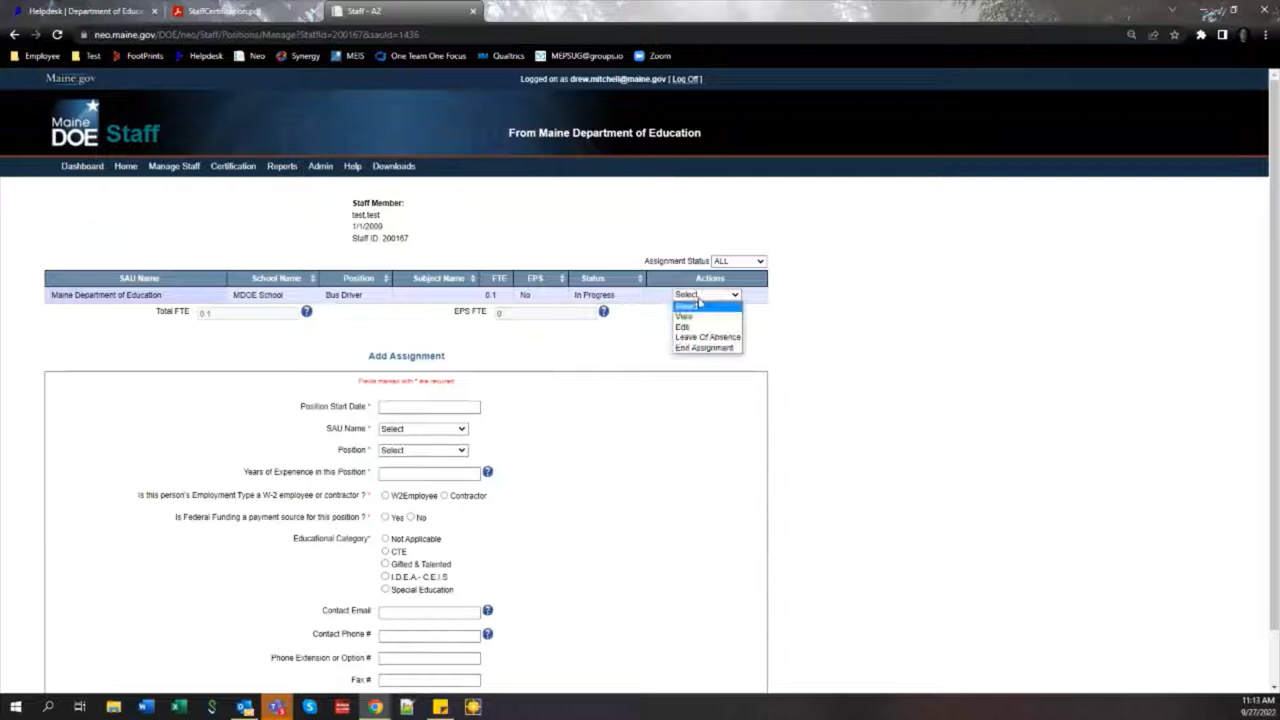 Helpdesk | Department of Educ
StaffCertification.pdf
Staff - A2
neo.maine.gov/DOE/neo/Staff/Positions/Manage?StaffId=200167&sauId=1436
Employee Test FootPrints Helpdesk Neo Synergy MEIS One Team One Focus Qualtrics MEPSUG@groups.io Zoom
Maine.gov
Logged on as drew.mitchell@maine.gov [ Log Off ]
Maine
DOE Staff
From Maine Department of Education
Dashboard Home Manage Staff Certification Reports Admin Help Downloads
Staff Member:
test,test
1/1/2000
Staff ID: 200167
Assignment Status ALL
SAU Name School Name Position Subject Name FTE EPS Status Actions
Maine Department of Education MDOE School Bus Driver 0.1 No In Progress Select
Select
View
Edit
Leave Of Absence
End Assignment
Total FTE 0.1 EPS FTE 0
Add Assignment
Fields marked with * are required
Position Start Date *
SAU Name * Select
Position * Select
Years of Experience in this Position *
Is this person's Employment Type a W-2 employee or contractor ? * W2Employee Contractor
Is Federal Funding a payment source for this position ? * Yes No
Educational Category* Not Applicable
CTE
Gifted & Talented
I.D.E.A.- C.E.I.S
Special Education
Contact Email
Contact Phone #
Phone Extension or Option #
Fax #
11:13 AM
9/27/2022